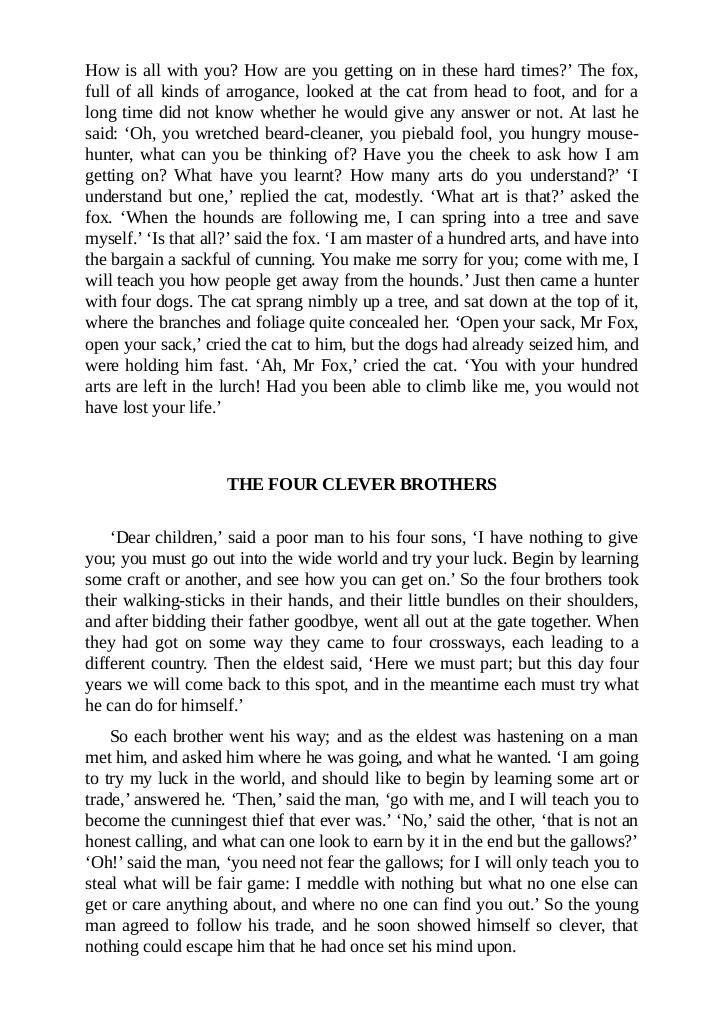 How is all with you? How are you getting on in these hard times?’ The fox,
full of all kinds of arrogance, looked at the cat from head to foot, and for a
long time did not know whether he would give any answer or not. At last he
said: ‘Oh, you wretched beard-cleaner, you piebald fool, you hungry mouse-
hunter, what can you be thinking of? Have you the cheek to ask how I am
getting on? What have you learnt? How many arts do you understand?’ ‘I
understand but one,’ replied the cat, modestly. ‘What art is that?’ asked the
fox. ‘When the hounds are following me, I can spring into a tree and save
myself.’ ‘Is that all?’ said the fox. ‘I am master of a hundred arts, and have into
the bargain a sackful of cunning. You make me sorry for you; come with me, I
will teach you how people get away from the hounds.’ Just then came a hunter
with four dogs. The cat sprang nimbly up a tree, and sat down at the top of it,
where the branches and foliage quite concealed her. ‘Open your sack, Mr Fox,
open your sack,’ cried the cat to him, but the dogs had already seized him, and
were holding him fast. ‘Ah, Mr Fox,’ cried the cat. ‘You with your hundred
arts are left in the lurch! Had you been able to climb like me, you would not
have lost your life.’
THE FOUR CLEVER BROTHERS
‘Dear children,’ said a poor man to his four sons, ‘I have nothing to give
you; you must go out into the wide world and try your luck. Begin by learning
some craft or another, and see how you can get on.’ So the four brothers took
their walking-sticks in their hands, and their little bundles on their shoulders,
and after bidding their father goodbye, went all out at the gate together. When
they had got on some way they came to four crossways, each leading to a
different country. Then the eldest said, ‘Here we must part; but this day four
years we will come back to this spot, and in the meantime each must try what
he can do for himself.’
So each brother went his way; and as the eldest was hastening on a man
met him, and asked him where he was going, and what he wanted. ‘I am going
to try my luck in the world, and should like to begin by learning some art or
trade,’ answered he. ‘Then,’ said the man, ‘go with me, and I will teach you to
become the cunningest thief that ever was.’ ‘No,’ said the other, ‘that is not an
honest calling, and what can one look to earn by it in the end but the gallows?’
‘Oh!’ said the man, ‘you need not fear the gallows; for I will only teach you to
steal what will be fair game: I meddle with nothing but what no one else can
get or care anything about, and where no one can find you out.’ So the young
man agreed to follow his trade, and he soon showed himself so clever, that
nothing could escape him that he had once set his mind upon.